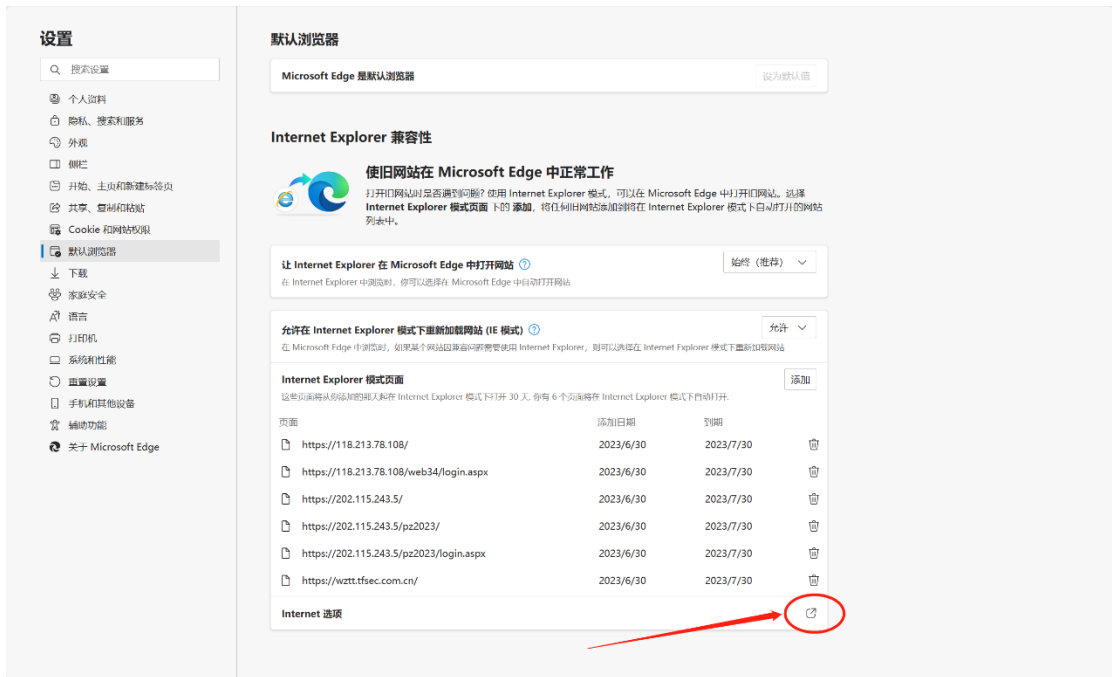 设置
搜索设置
个人资料
隐私、搜索和服务
外观
侧栏
开始、主页和新建标签页
共享、复制和粘贴
Cookie 和网站权限
默认浏览器
下载
家庭安全
语言
打印机
系统和性能
重置设置
手机和其他设备
辅助功能
关于 Microsoft Edge
默认浏览器
Microsoft Edge 是默认浏览器
设为默认值
Internet Explorer 兼容性
使旧网站在 Microsoft Edge 中正常工作
打开旧网站时是否遇到问题? 使用 Internet Explorer 模式，可以在 Microsoft Edge 中打开旧网站。选择
Internet Explorer 模式页面 下的 添加，将任何旧网站添加到将在 Internet Explorer 模式下自动打开的网站
列表中。
让 Internet Explorer 在 Microsoft Edge 中打开网站
始终（推荐）
在 Internet Explorer 中浏览时，你可以选择在 Microsoft Edge 中自动打开网站
允许在 Internet Explorer 模式下重新加载网站 (IE 模式)
允许
在 Microsoft Edge 中浏览时，如果某个网站因兼容问题需要使用 Internet Explorer，则可以选择在 Internet Explorer 模式下重新加载网站
Internet Explorer 模式页面
添加
这些页面将从你添加的那天起在 Internet Explorer 模式下打开 30 天. 你有 6 个页面将在 Internet Explorer 模式下自动打开.
页面 添加日期 到期
https://118.213.78.108/ 2023/6/30 2023/7/30
https://118.213.78.108/web34/login.aspx 2023/6/30 2023/7/30
https://202.115.243.5/ 2023/6/30 2023/7/30
https://202.115.243.5/pz2023/ 2023/6/30 2023/7/30
https://202.115.243.5/pz2023/login.aspx 2023/6/30 2023/7/30
https://wztt.tfsec.com.cn/ 2023/6/30 2023/7/30
Internet 选项